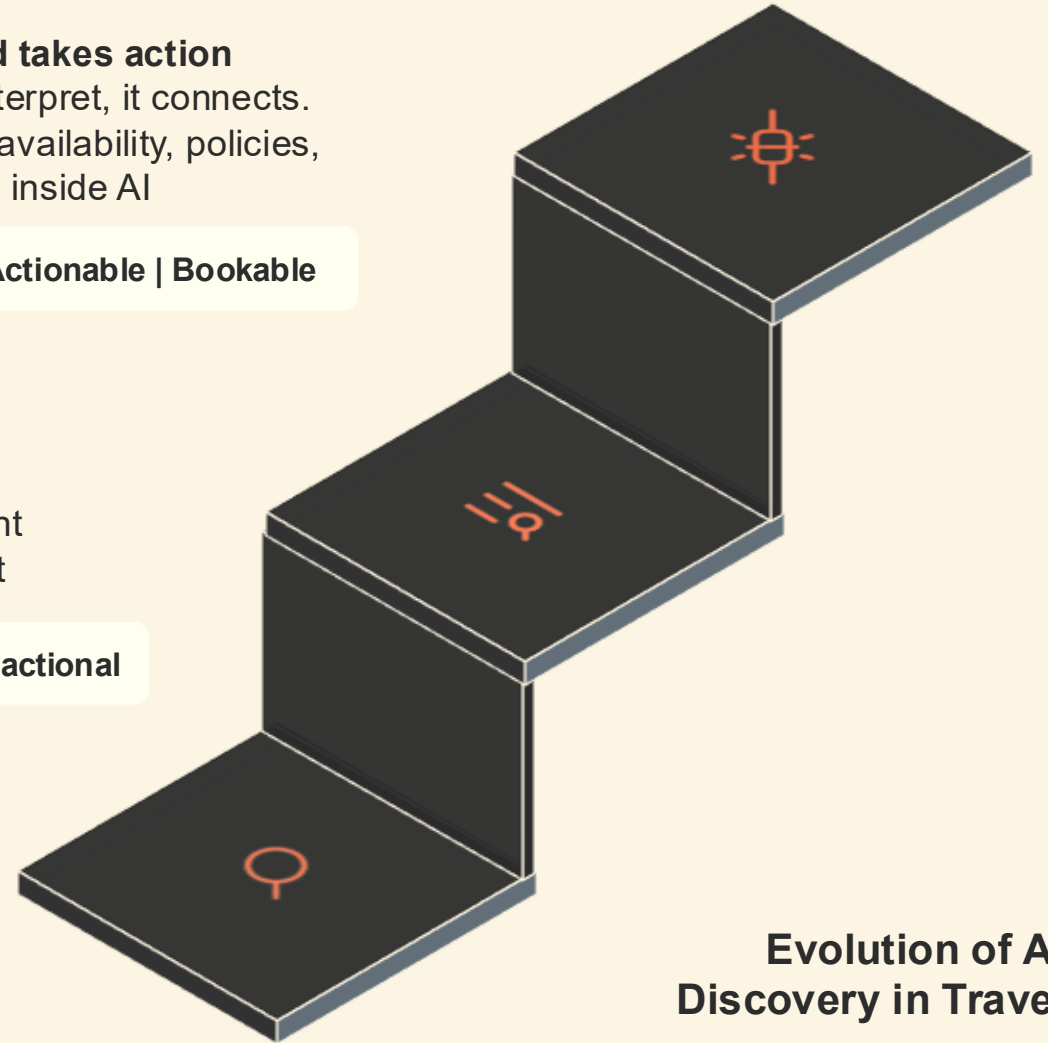 d takes action
terpret, it connects.
availability, policies,
inside AI
Actionable | Bookable
nt
t
actional
Evolution of A
Discovery in Trave